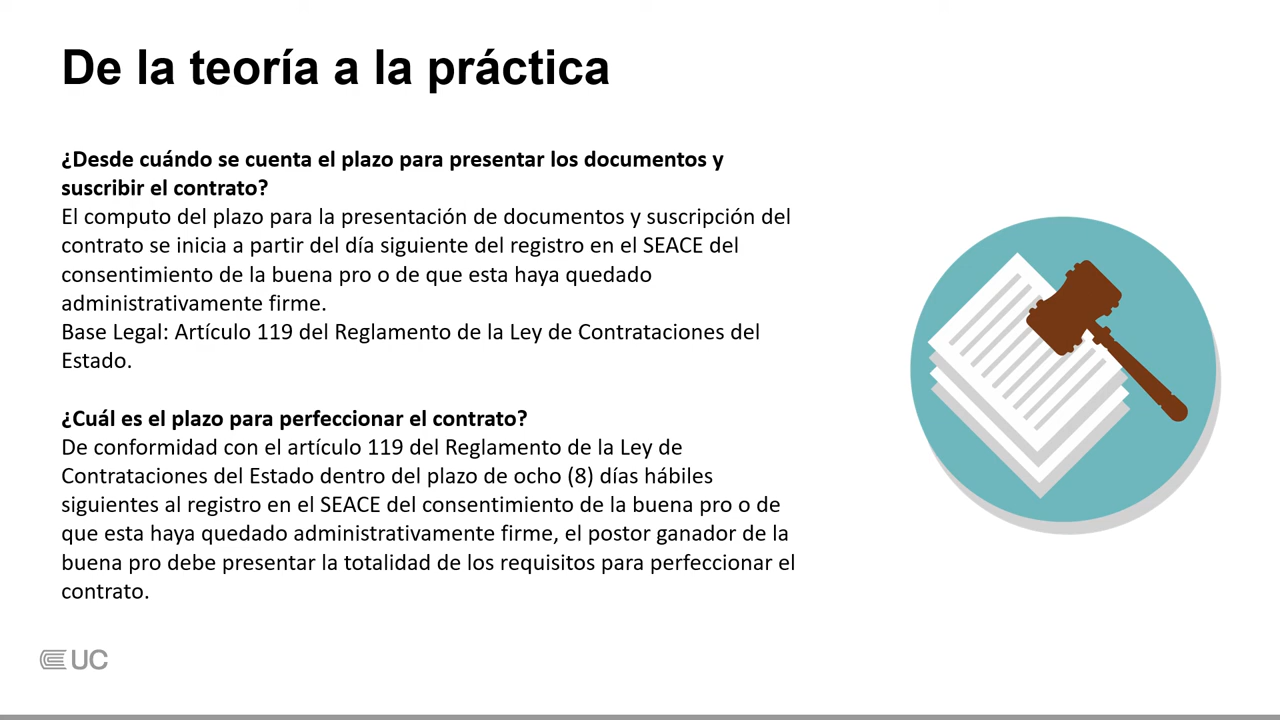 De la teoría a la práctica
¿Desde cuándo se cuenta el plazo para presentar los documentos y
suscribir el contrato?
El computo del plazo para la presentación de documentos y suscripción del
contrato se inicia a partir del día siguiente del registro en el SEACE del
consentimiento de la buena pro o de que esta haya quedado
administrativamente firme.
Base Legal: Artículo 119 del Reglamento de la Ley de Contrataciones del
Estado.
¿Cuál es el plazo para perfeccionar el contrato?
De conformidad con el artículo 119 del Reglamento de la Ley de
Contrataciones del Estado dentro del plazo de ocho (8) días hábiles
siguientes al registro en el SEACE del consentimiento de la buena pro o de
que esta haya quedado administrativamente firme, el postor ganador de la
buena pro debe presentar la totalidad de los requisitos para perfeccionar el
contrato.
UC